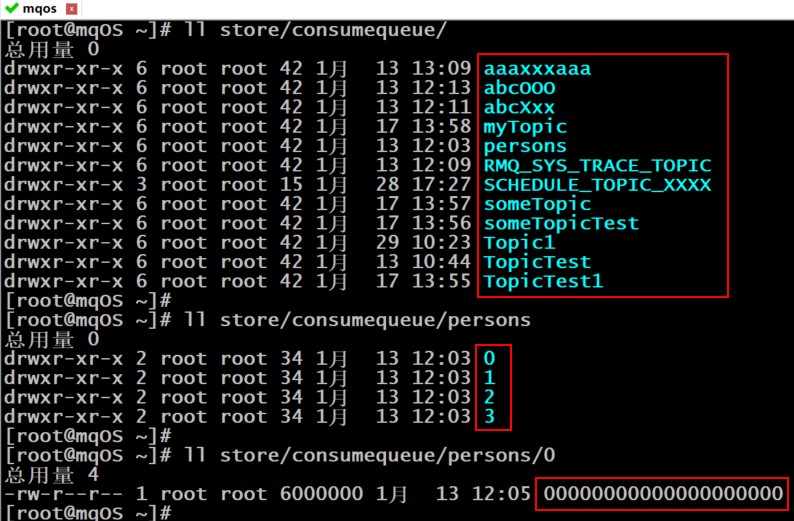 mqos
[root@mqOS ~]# ll store/consumequeue/
总用量 0
drwxr-xr-x 6 root root 42 1月  13 13:09 aaaxxxaaa
drwxr-xr-x 6 root root 42 1月  13 12:13 abcOOO
drwxr-xr-x 6 root root 42 1月  13 12:11 abcXxx
drwxr-xr-x 6 root root 42 1月  17 13:58 myTopic
drwxr-xr-x 6 root root 42 1月  13 12:03 persons
drwxr-xr-x 6 root root 42 1月  13 12:09 RMQ_SYS_TRACE_TOPIC
drwxr-xr-x 3 root root 15 1月  28 17:27 SCHEDULE_TOPIC_XXXX
drwxr-xr-x 6 root root 42 1月  17 13:57 someTopic
drwxr-xr-x 6 root root 42 1月  17 13:56 someTopicTest
drwxr-xr-x 6 root root 42 1月  29 10:23 Topic1
drwxr-xr-x 6 root root 42 1月  13 10:44 TopicTest
drwxr-xr-x 6 root root 42 1月  17 13:55 TopicTest1
[root@mqOS ~]#
[root@mqOS ~]# ll store/consumequeue/persons
总用量 0
drwxr-xr-x 2 root root 34 1月  13 12:03 0
drwxr-xr-x 2 root root 34 1月  13 12:03 1
drwxr-xr-x 2 root root 34 1月  13 12:03 2
drwxr-xr-x 2 root root 34 1月  13 12:03 3
[root@mqOS ~]#
[root@mqOS ~]# ll store/consumequeue/persons/0
总用量 4
-rw-r--r-- 1 root root 6000000 1月  13 12:05 00000000000000000000
[root@mqOS ~]#